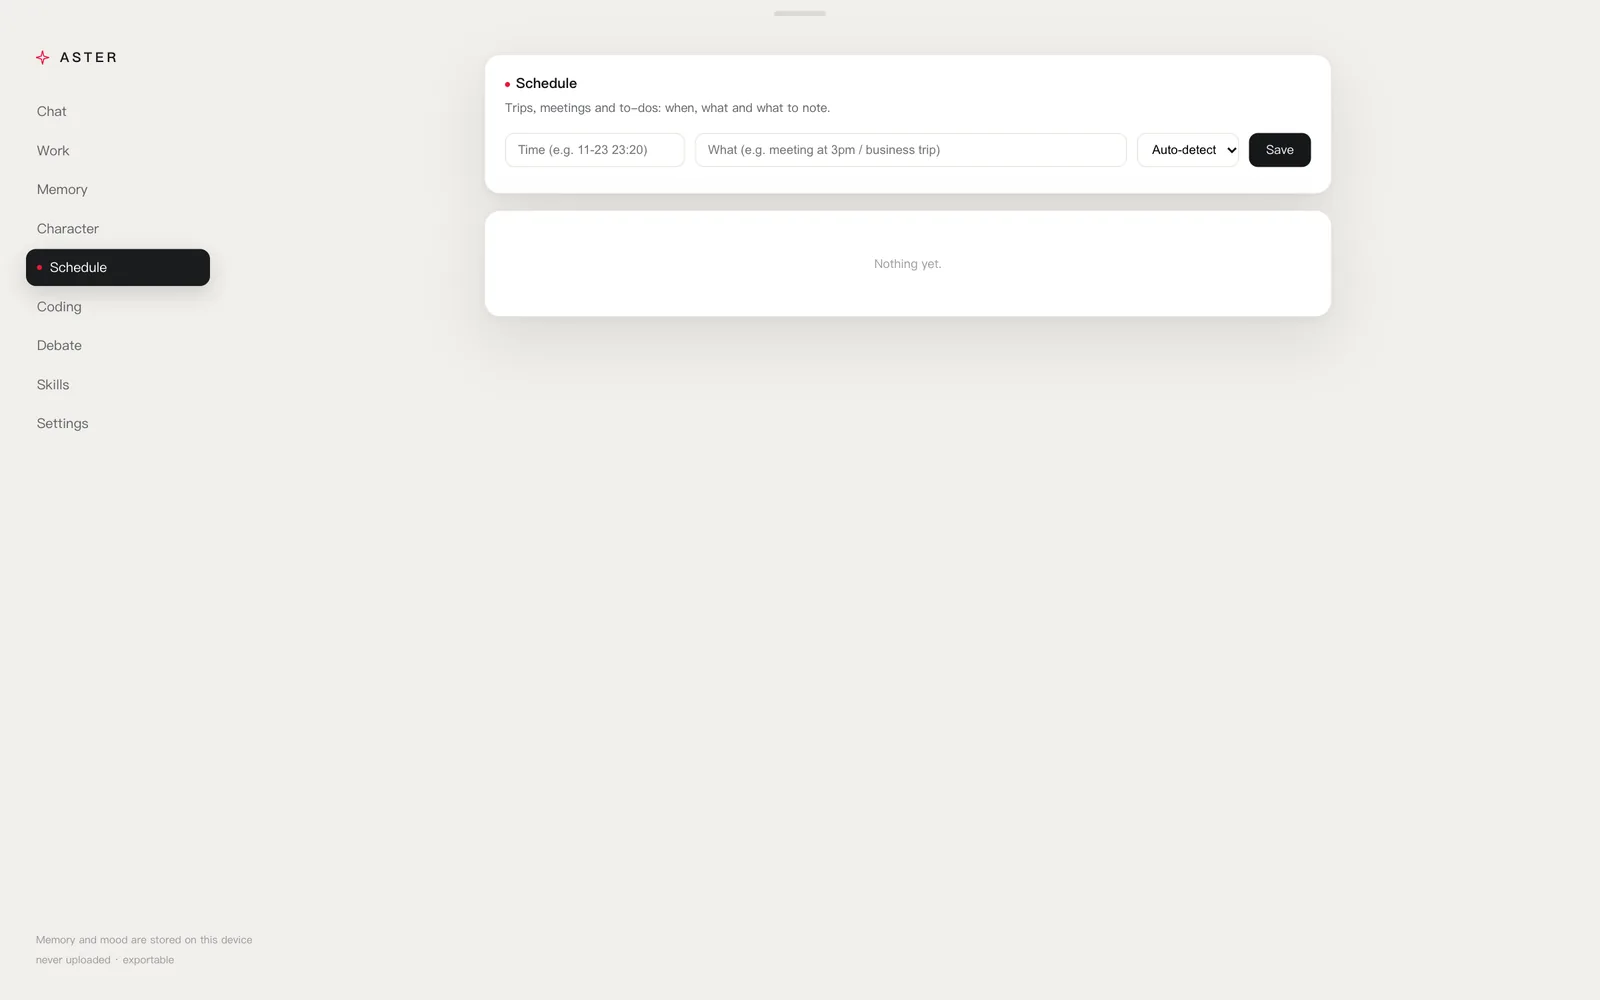 ASTER
Chat
Work
Memory
Character
Schedule
Coding
Debate
Skills
Settings
Memory and mood are stored on this device
never uploaded · exportable
Schedule
Trips, meetings and to-dos: when, what and what to note.
Time (e.g. 11-23 23:20)
What (e.g. meeting at 3pm / business trip)
Auto-detect
Save
Nothing yet.